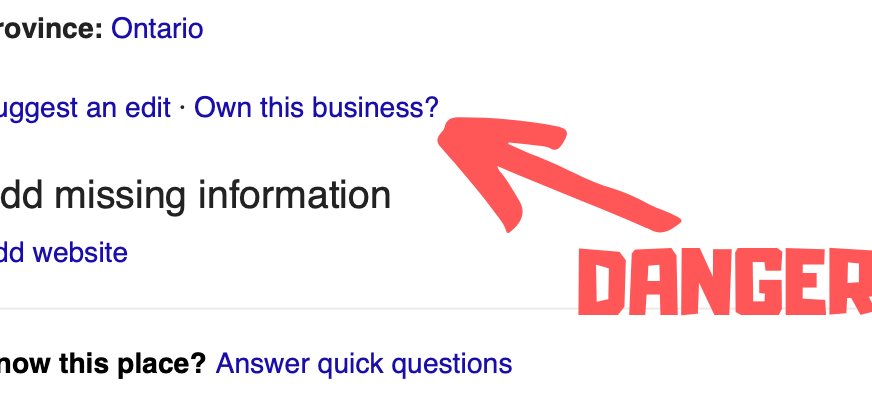 rovince: Ontario
uggest an edit · Own this business?
dd missing information
dd website
DANGER
now this place? Answer quick questions